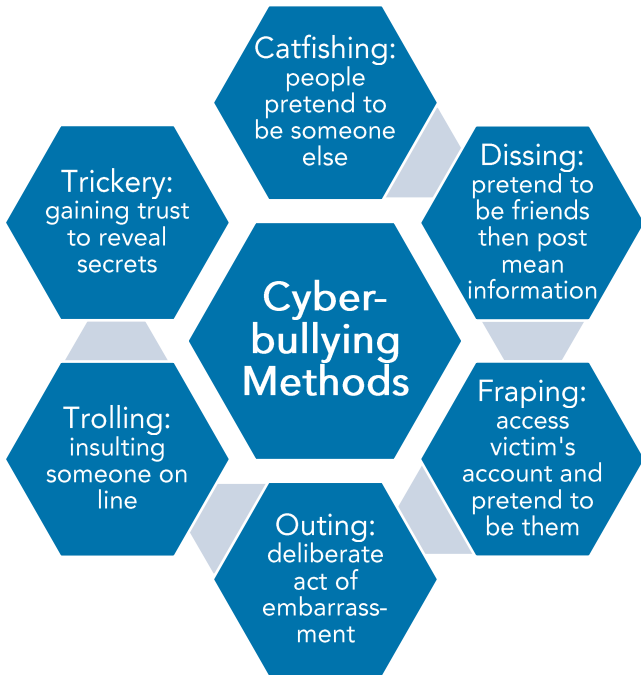 Catfishing:
people
pretend to
be someone
else
Dissing:
pretend to
be friends
then post
mean
information
Fraping:
access
victim's
account and
pretend to
be them
Outing:
deliberate
act of
embarrass-
ment
Trolling:
insulting
someone on
line
Trickery:
gaining trust
to reveal
secrets
Cyber-
bullying
Methods